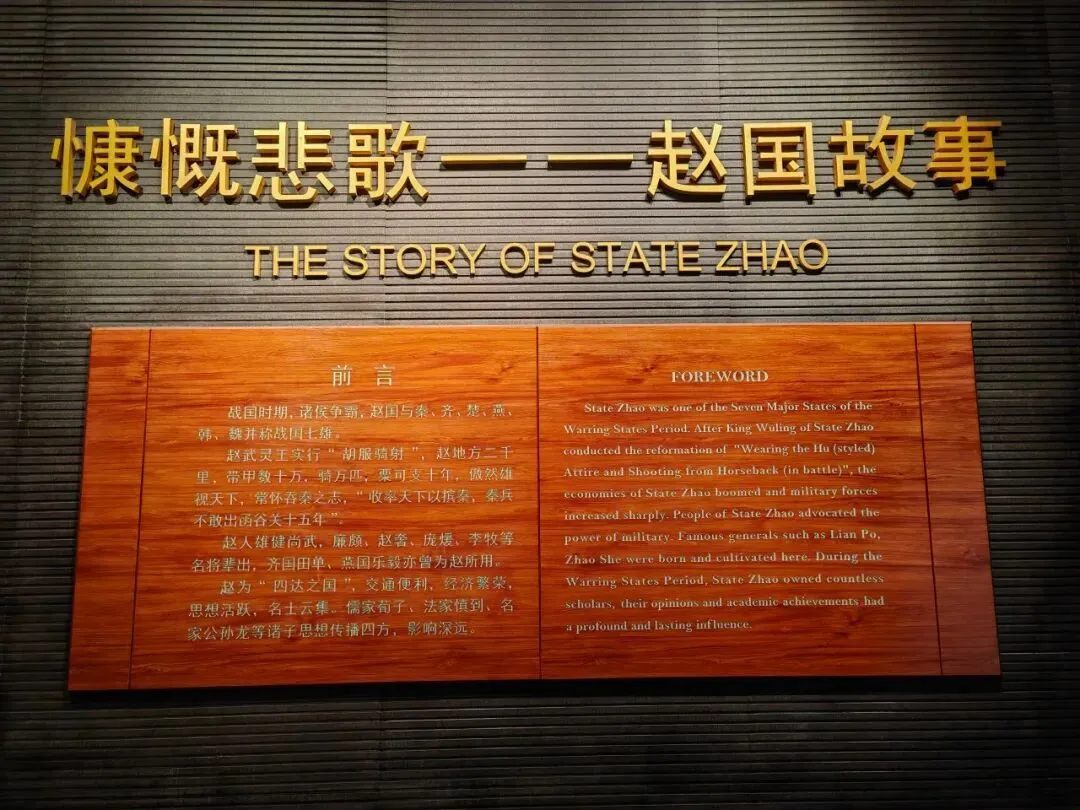 慷慨悲歌——赵国故事
THE STORY OF STATE ZHAO
前言
战国时期，诸侯争霸，赵国与秦、齐、楚、燕、
韩、魏并称战国七雄。
赵武灵王实行“胡服骑射”，赵地方二千
里，带甲数十万，骑万匹，粟可支十年，傲然雄
视天下，常怀吞秦之志，“收率天下以摈秦，秦兵
不敢出函谷关十五年”。
赵人雄健尚武，廉颇、赵奢、庞煖、李牧等
名将辈出，齐国田单、燕国乐毅亦曾为赵所用。
赵为“四达之国”，交通便利，经济繁荣，
思想活跃，名士云集。儒家荀子、法家慎到、名
家公孙龙等诸子思想传播四方，影响深远。
FOREWORD
State Zhao was one of the Seven Major States of the
Warring States Period. After King Wuling of State Zhao
conducted the reformation of "Wearing the Hu (styled)
Attire and Shooting from Horseback (in battle)", the
economies of State Zhao boomed and military forces
increased sharply. People of State Zhao advocated the
power of military. Famous generals such as Lian Po,
Zhao She were born and cultivated here. During the
Warring States Period, State Zhao owned countless
scholars, their opinions and academic achievements had
a profound and lasting influence.